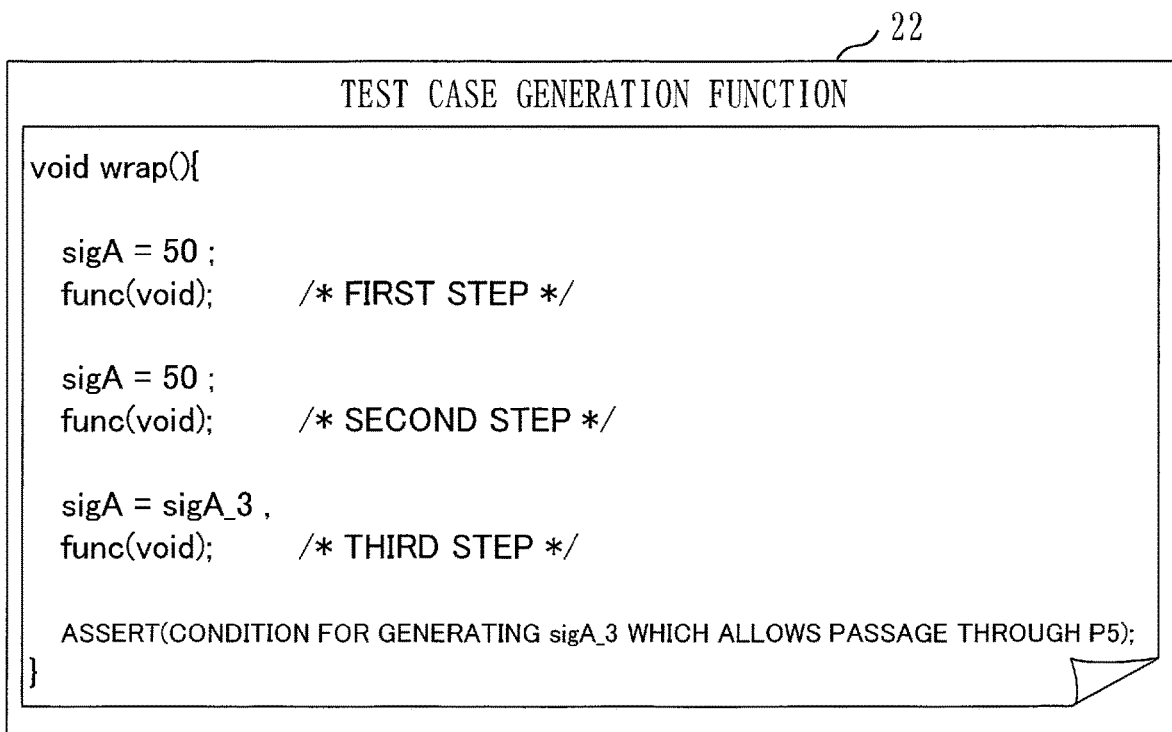 22
TEST CASE GENERATION FUNCTION
void wrap(){
sigA = 50 ;
func(void); /* FIRST STEP */
sigA = 50 ;
func(void); /* SECOND STEP */
sigA = sigA_3 ,
func(void); /* THIRD STEP */
ASSERT(CONDITION FOR GENERATING sigA_3 WHICH ALLOWS PASSAGE THROUGH P5);
}